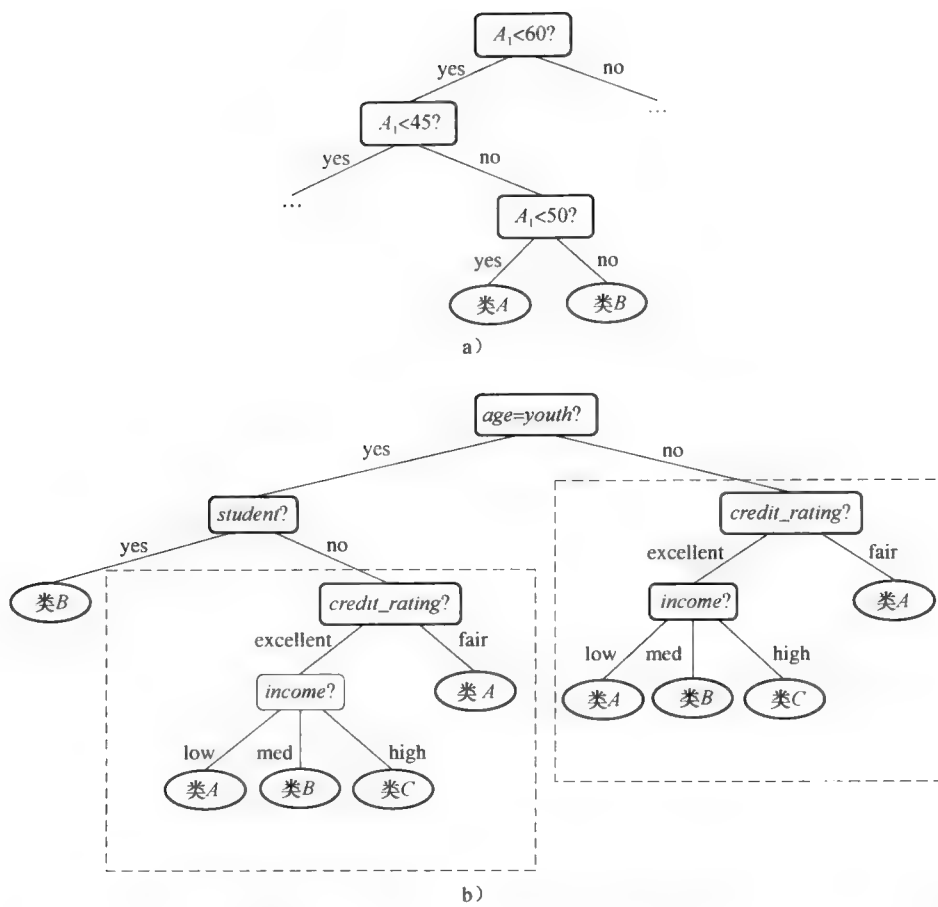 A₁<60?
yes
no
...
A₁<45?
yes
no
...
A₁<50?
yes
no
类A
类B
a）
age=youth?
yes
no
student?
credit_rating?
yes
no
excellent
fair
类B
credit_rating?
income?
类A
excellent
fair
low
med
high
income?
类A
类A
类B
类C
low
med
high
类A
类B
类C
b）